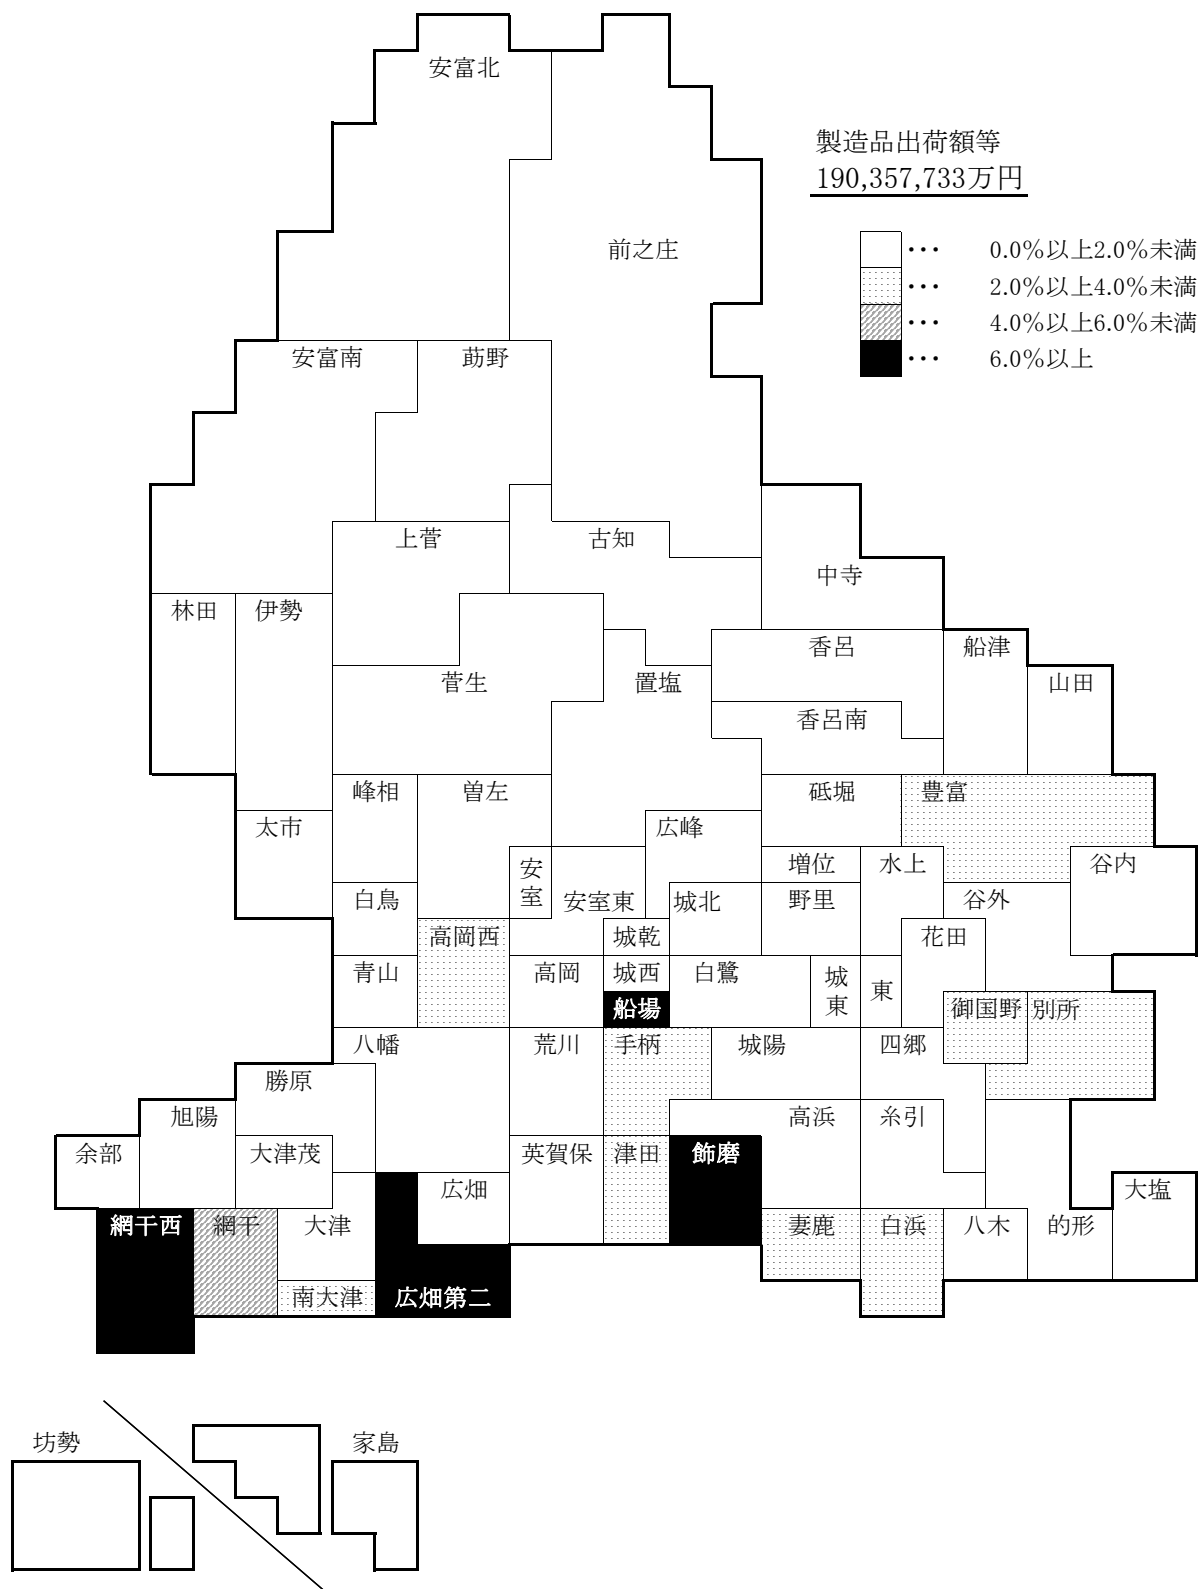 安富北
製造品出荷額等
190,357,733万円
前之庄
… 0.0%以上2.0%未満
… 2.0%以上4.0%未満
… 4.0%以上6.0%未満
… 6.0%以上
安富南
莇野
上菅
古知
中寺
林田
伊勢
香呂
船津
菅生
置塩
山田
香呂南
峰相
曽左
砥堀
豊富
太市
広峰
安室
増位
水上
谷内
白鳥
安室東
城北
野里
谷外
高岡西
城乾
花田
青山
高岡
城西
白鷺
城東
東
船場
御国野
別所
八幡
荒川
手柄
城陽
四郷
勝原
旭陽
高浜
糸引
余部
大津茂
英賀保
津田
飾磨
広畑
大塩
網干西
網干
大津
妻鹿
白浜
八木
的形
南大津
広畑第二
坊勢
家島